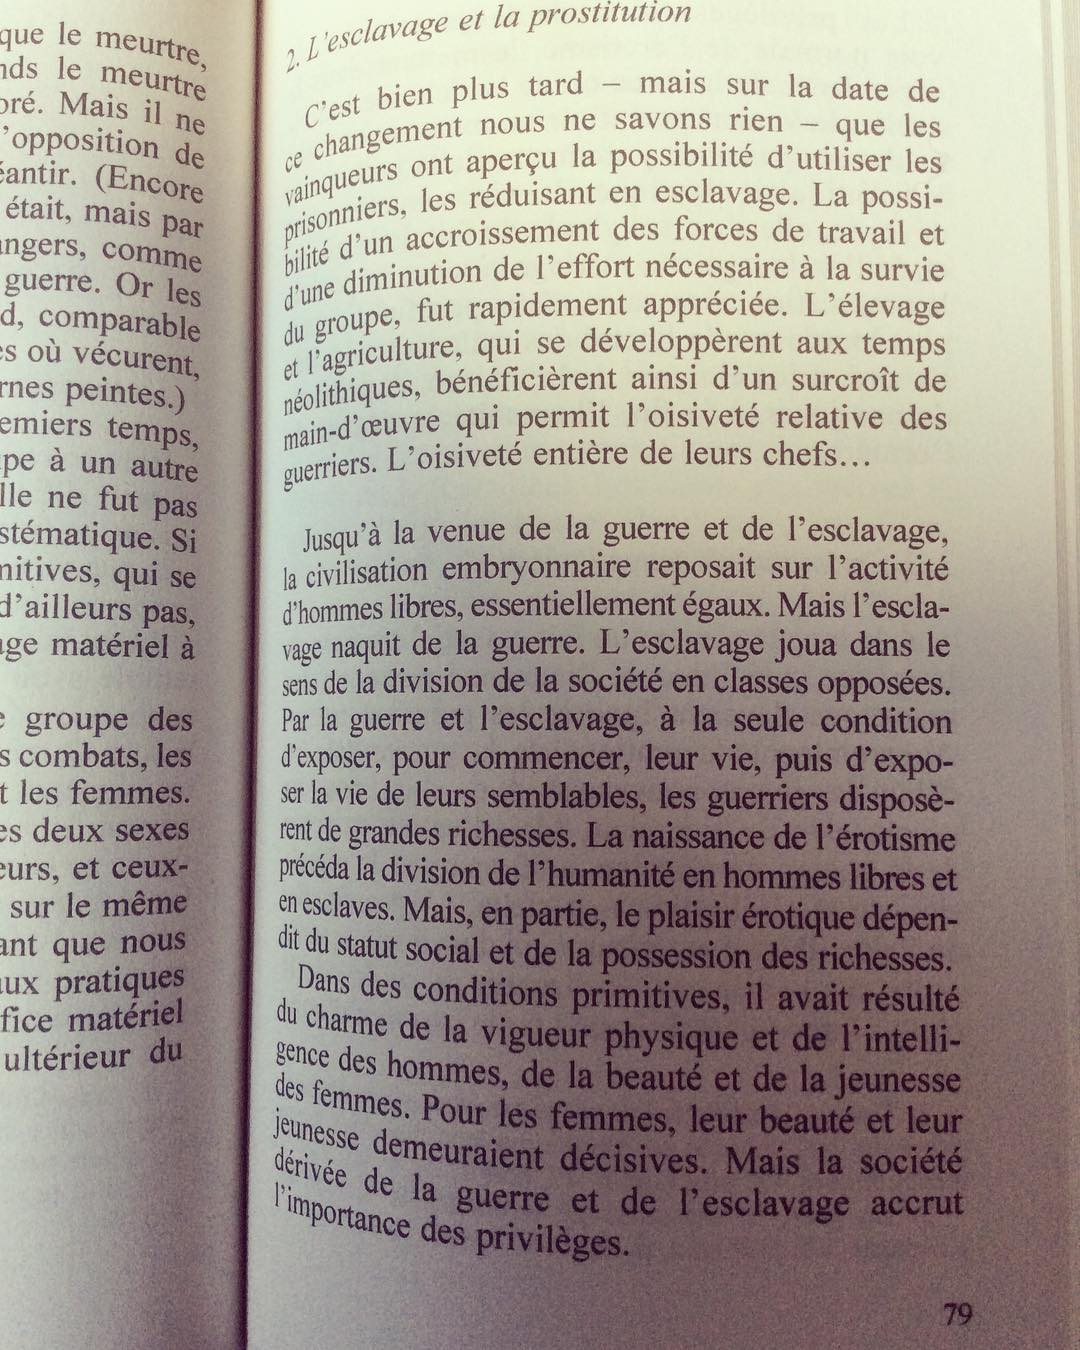 que le meurtre,
nds le meurtre
oré. Mais il ne
l'opposition de
éantir. (Encore
était, mais par
angers, comme
guerre. Or les
d, comparable
es où vécurent,
rnes peintes.)
emiers temps,
pe à un autre
lle ne fut pas
stématique. Si
nitives, qui se
d'ailleurs pas,
age matériel à
e groupe des
s combats, les
t les femmes.
es deux sexes
eurs, et ceux-
sur le même
ant que nous
aux pratiques
fice matériel
ultérieur du
2. L'esclavage et la prostitution
C'est bien plus tard – mais sur la date de
ce changement nous ne savons rien – que les
vainqueurs ont aperçu la possibilité d'utiliser les
prisonniers, les réduisant en esclavage. La possi-
bilité d'un accroissement des forces de travail et
d'une diminution de l'effort nécessaire à la survie
du groupe, fut rapidement appréciée. L'élevage
et l'agriculture, qui se développèrent aux temps
néolithiques, bénéficièrent ainsi d'un surcroît de
main-d'œuvre qui permit l'oisiveté relative des
guerriers. L'oisiveté entière de leurs chefs...
Jusqu'à la venue de la guerre et de l'esclavage,
la civilisation embryonnaire reposait sur l'activité
d'hommes libres, essentiellement égaux. Mais l'escla-
vage naquit de la guerre. L'esclavage joua dans le
sens de la division de la société en classes opposées.
Par la guerre et l'esclavage, à la seule condition
d'exposer, pour commencer, leur vie, puis d'expo-
ser la vie de leurs semblables, les guerriers disposè-
rent de grandes richesses. La naissance de l'érotisme
précéda la division de l'humanité en hommes libres et
en esclaves. Mais, en partie, le plaisir érotique dépen-
dit du statut social et de la possession des richesses.
Dans des conditions primitives, il avait résulté
du charme de la vigueur physique et de l'intelli-
gence des hommes, de la beauté et de la jeunesse
des femmes. Pour les femmes, leur beauté et leur
jeunesse demeuraient décisives. Mais la société
dérivée de la guerre et de l'esclavage accrut
l'importance des privilèges.
79